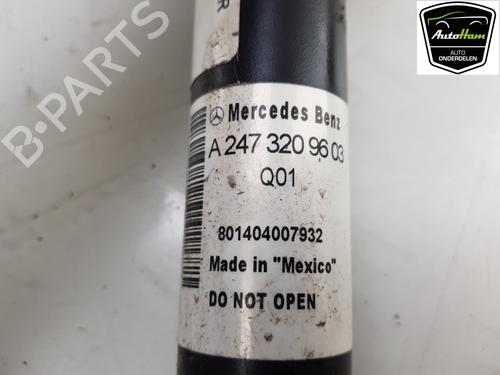 R
AutoHam
AUTO
ONDERDELEN
B-PARTS
Mercedes Benz
A 247 320 96 03
Q01
801404007932
Made in "Mexico"
DO NOT OPEN